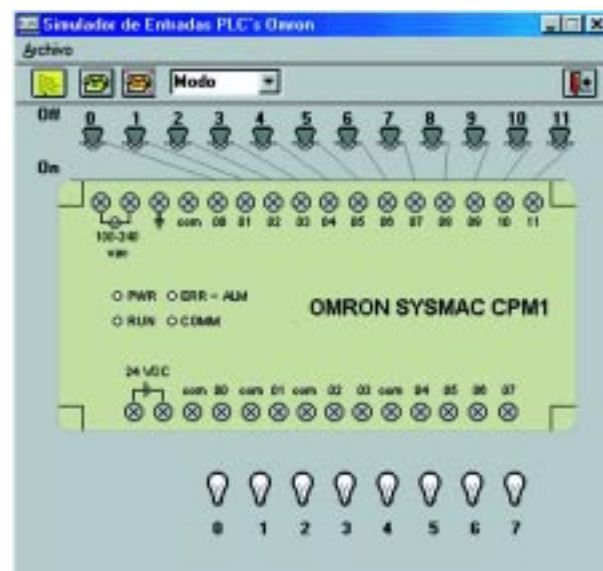 Simulador de Entradas PLC's Omron
Archivo
Modo
Off 0 1 2 3 4 5 6 7 8 9 10 11
On
com 00 01 02 03 04 05 06 07 08 09 10 11
100-240
vac
PWR ERR - ALM
RUN COMM
OMRON SYSMAC CPM1
24 VDC
com 00 com 01 com 02 03 com 04 05 06 07
0 1 2 3 4 5 6 7